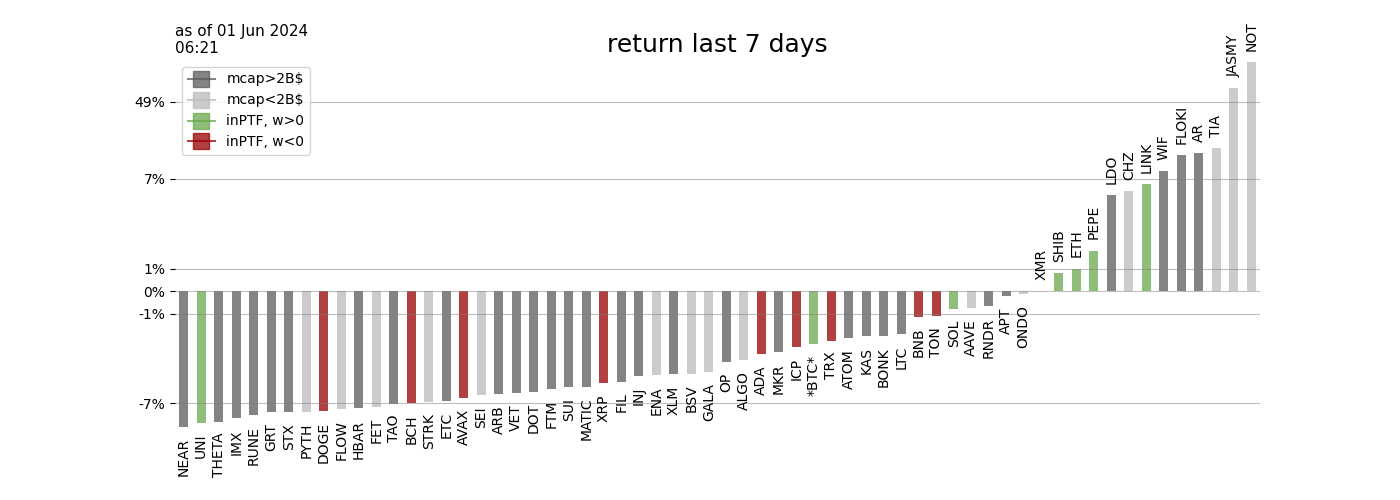 as of 01 Jun 2024
06:21
return last 7 days
mcap>2B$
mcap<2B$
inPTF, w>0
inPTF, w<0
49%
7%
1%
0%
-1%
-7%
NEAR
UNI
THETA
IMX
RUNE
GRT
STX
PYTH
DOGE
FLOW
HBAR
FET
TAO
BCH
STRK
ETC
AVAX
SEI
ARB
VET
DOT
FTM
SUI
MATIC
XRP
FIL
INJ
ENA
XLM
BSV
GALA
OP
ALGO
ADA
MKR
ICP
*BTC*
TRX
ATOM
KAS
BONK
LTC
BNB
TON
SOL
AAVE
RNDR
APT
ONDO
XMR
SHIB
ETH
PEPE
LDO
CHZ
LINK
WIF
FLOKI
AR
TIA
JASMY
NOT